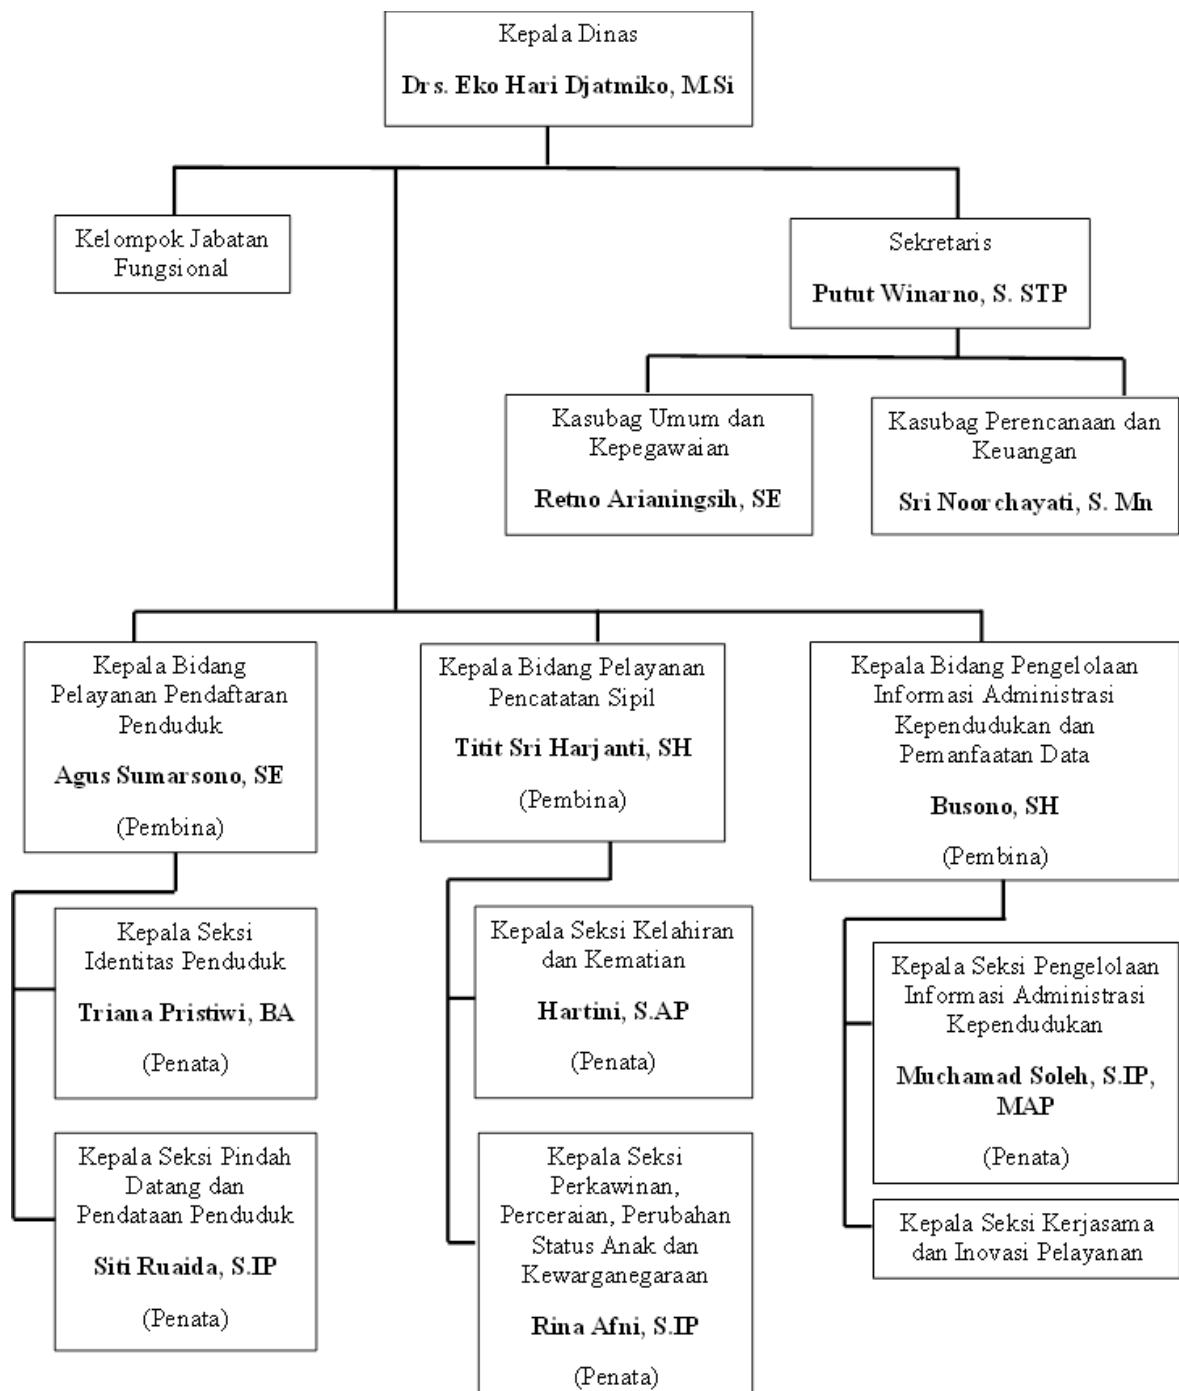 Kepala Dinas
Drs. Eko Hari Djatmiko, M.Si
Kelompok Jabatan
Fungsional
Sekretaris
Putut Winarno, S. STP
Kasubag Umum dan
Kepegawaian
Retno Arianingsih, SE
Kasubag Perencanaan dan
Keuangan
Sri Noorchayati, S. Mn
Kepala Bidang
Pelayanan Pendaftaran
Penduduk
Agus Sumarsono, SE
(Pembina)
Kepala Bidang Pelayanan
Pencatatan Sipil
Titit Sri Harjanti, SH
(Pembina)
Kepala Bidang Pengelolaan
Informasi Administrasi
Kependudukan dan
Pemanfaatan Data
Busono, SH
(Pembina)
Kepala Seksi
Identitas Penduduk
Triana Pristiwi, BA
(Penata)
Kepala Seksi Kelahiran
dan Kematian
Hartini, S.AP
(Penata)
Kepala Seksi Pengelolaan
Informasi Administrasi
Kependudukan
Muchamad Soleh, S.IP,
MAP
(Penata)
Kepala Seksi Pindah
Datang dan
Pendataan Penduduk
Siti Ruaida, S.IP
(Penata)
Kepala Seksi
Perkawinan,
Perceraian, Perubahan
Status Anak dan
Kewarganegaraan
Rina Afni, S.IP
(Penata)
Kepala Seksi Kerjasama
dan Inovasi Pelayanan